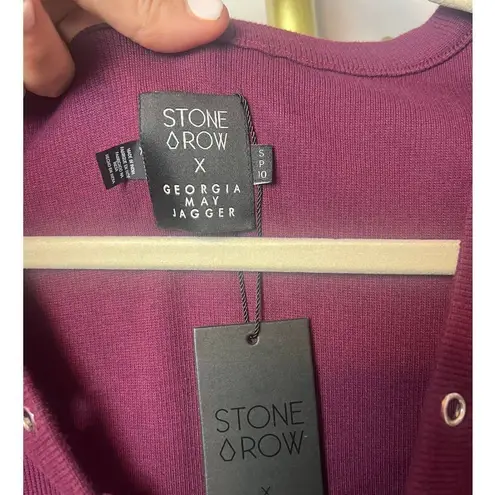 STONE
ROW
X
GEORGIA
MAY
JAGGER
S
P
10
STONE
ROW
X